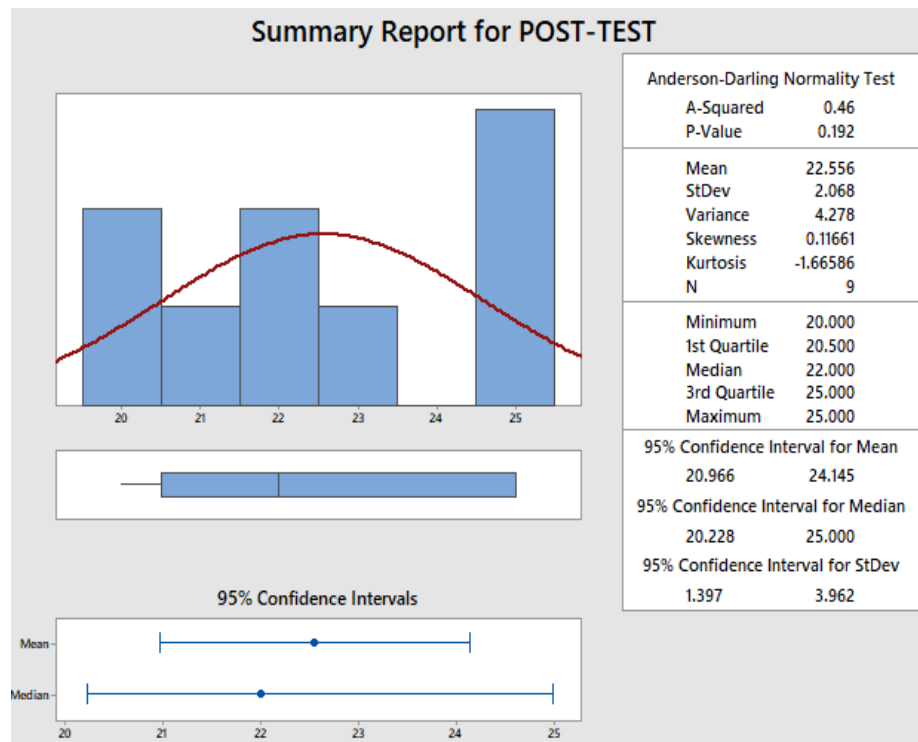 Summary Report for POST-TEST
20 21 22 23 24 25
Anderson-Darling Normality Test
A-Squared 0.46
P-Value 0.192
Mean 22.556
StDev 2.068
Variance 4.278
Skewness 0.11661
Kurtosis -1.66586
N 9
Minimum 20.000
1st Quartile 20.500
Median 22.000
3rd Quartile 25.000
Maximum 25.000
95% Confidence Interval for Mean
20.966 24.145
95% Confidence Interval for Median
20.228 25.000
95% Confidence Interval for StDev
1.397 3.962
95% Confidence Intervals
Mean
Median
20 21 22 23 24 25